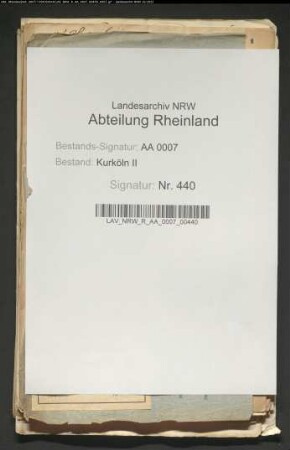 Landesarchiv NRW
Abteilung Rheinland
Bestands-Signatur: AA 0007
Bestand: Kurköln II
Signatur: Nr. 440
LAV_NRW_R_AA_0007_00440